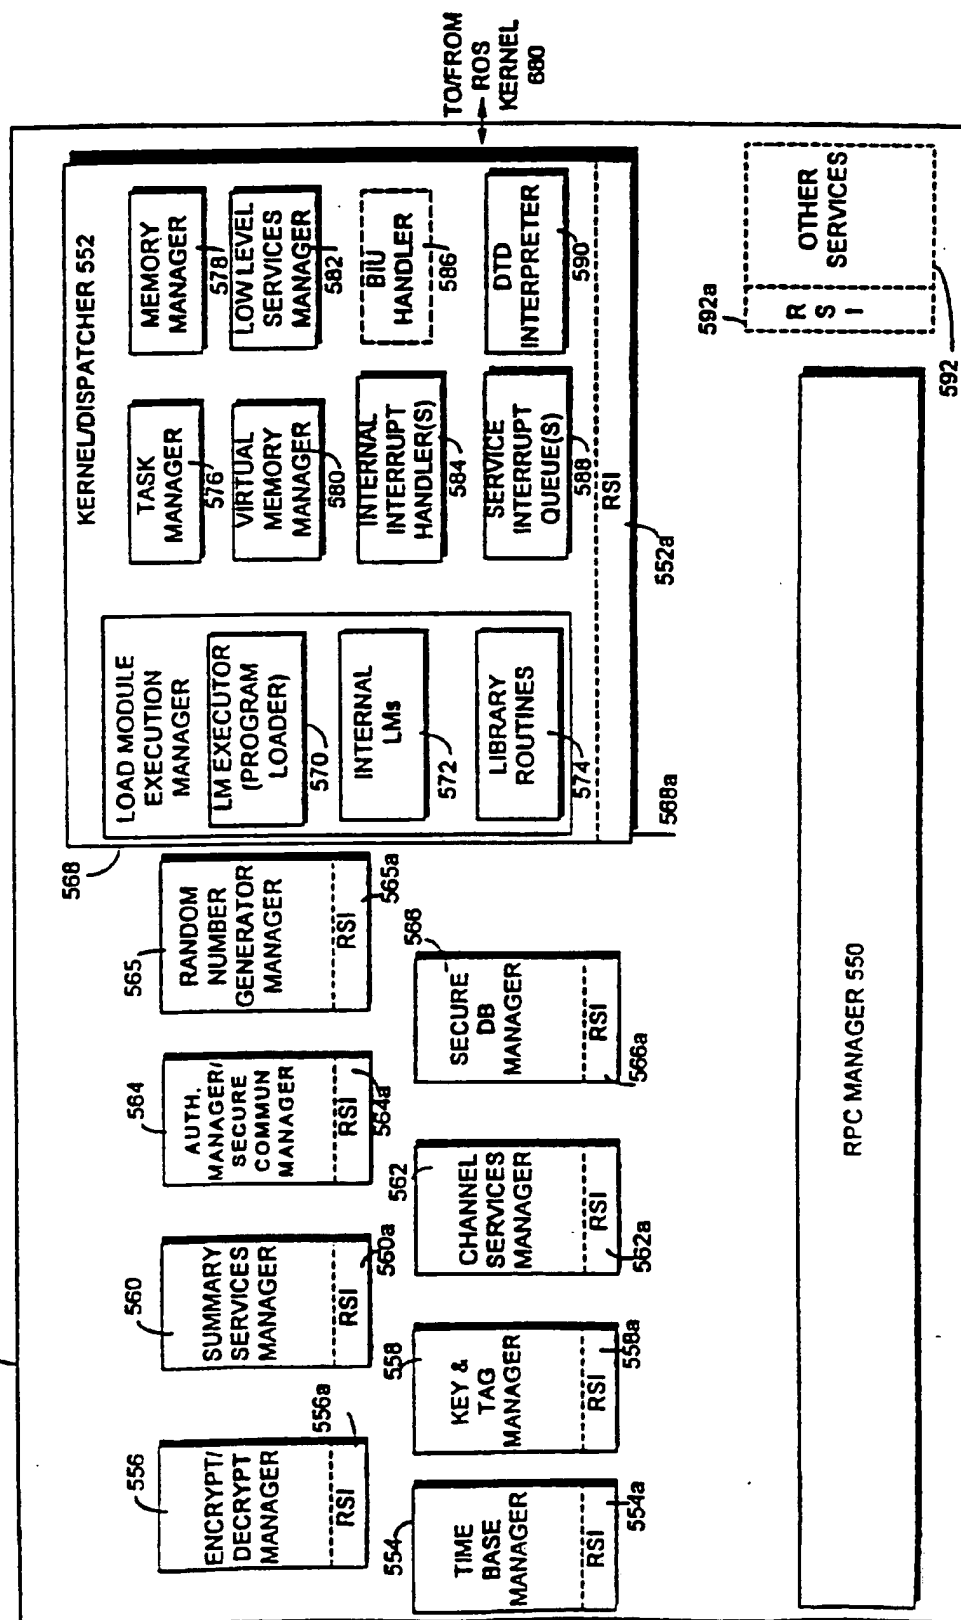 KERNEL/DISPATCHER 552
568
LOAD MODULE
EXECUTION
MANAGER
LM EXECUTOR
(PROGRAM
LOADER)
570
INTERNAL
LMs
572
LIBRARY
ROUTINES
574
568a
TASK
MANAGER
576
MEMORY
MANAGER
578
VIRTUAL
MEMORY
MANAGER
580
LOW LEVEL
SERVICES
MANAGER
582
INTERNAL
INTERRUPT
HANDLER(S)
584
BIU
HANDLER
586
SERVICE
INTERRUPT
QUEUE(S)
588
DTD
INTERPRETER
590
RSI
552a
TO/FROM
ROS
KERNEL
680
556
ENCRYPT/
DECRYPT
MANAGER
RSI
556a
560
SUMMARY
SERVICES
MANAGER
RSI
560a
564
AUTH.
MANAGER/
SECURE
COMMUN
MANAGER
RSI
564a
565
RANDOM
NUMBER
GENERATOR
MANAGER
RSI
565a
554
TIME
BASE
MANAGER
RSI
554a
558
KEY &
TAG
MANAGER
RSI
558a
562
CHANNEL
SERVICES
MANAGER
RSI
562a
566
SECURE
DB
MANAGER
RSI
566a
RPC MANAGER 550
592a
R
S
I
OTHER
SERVICES
592